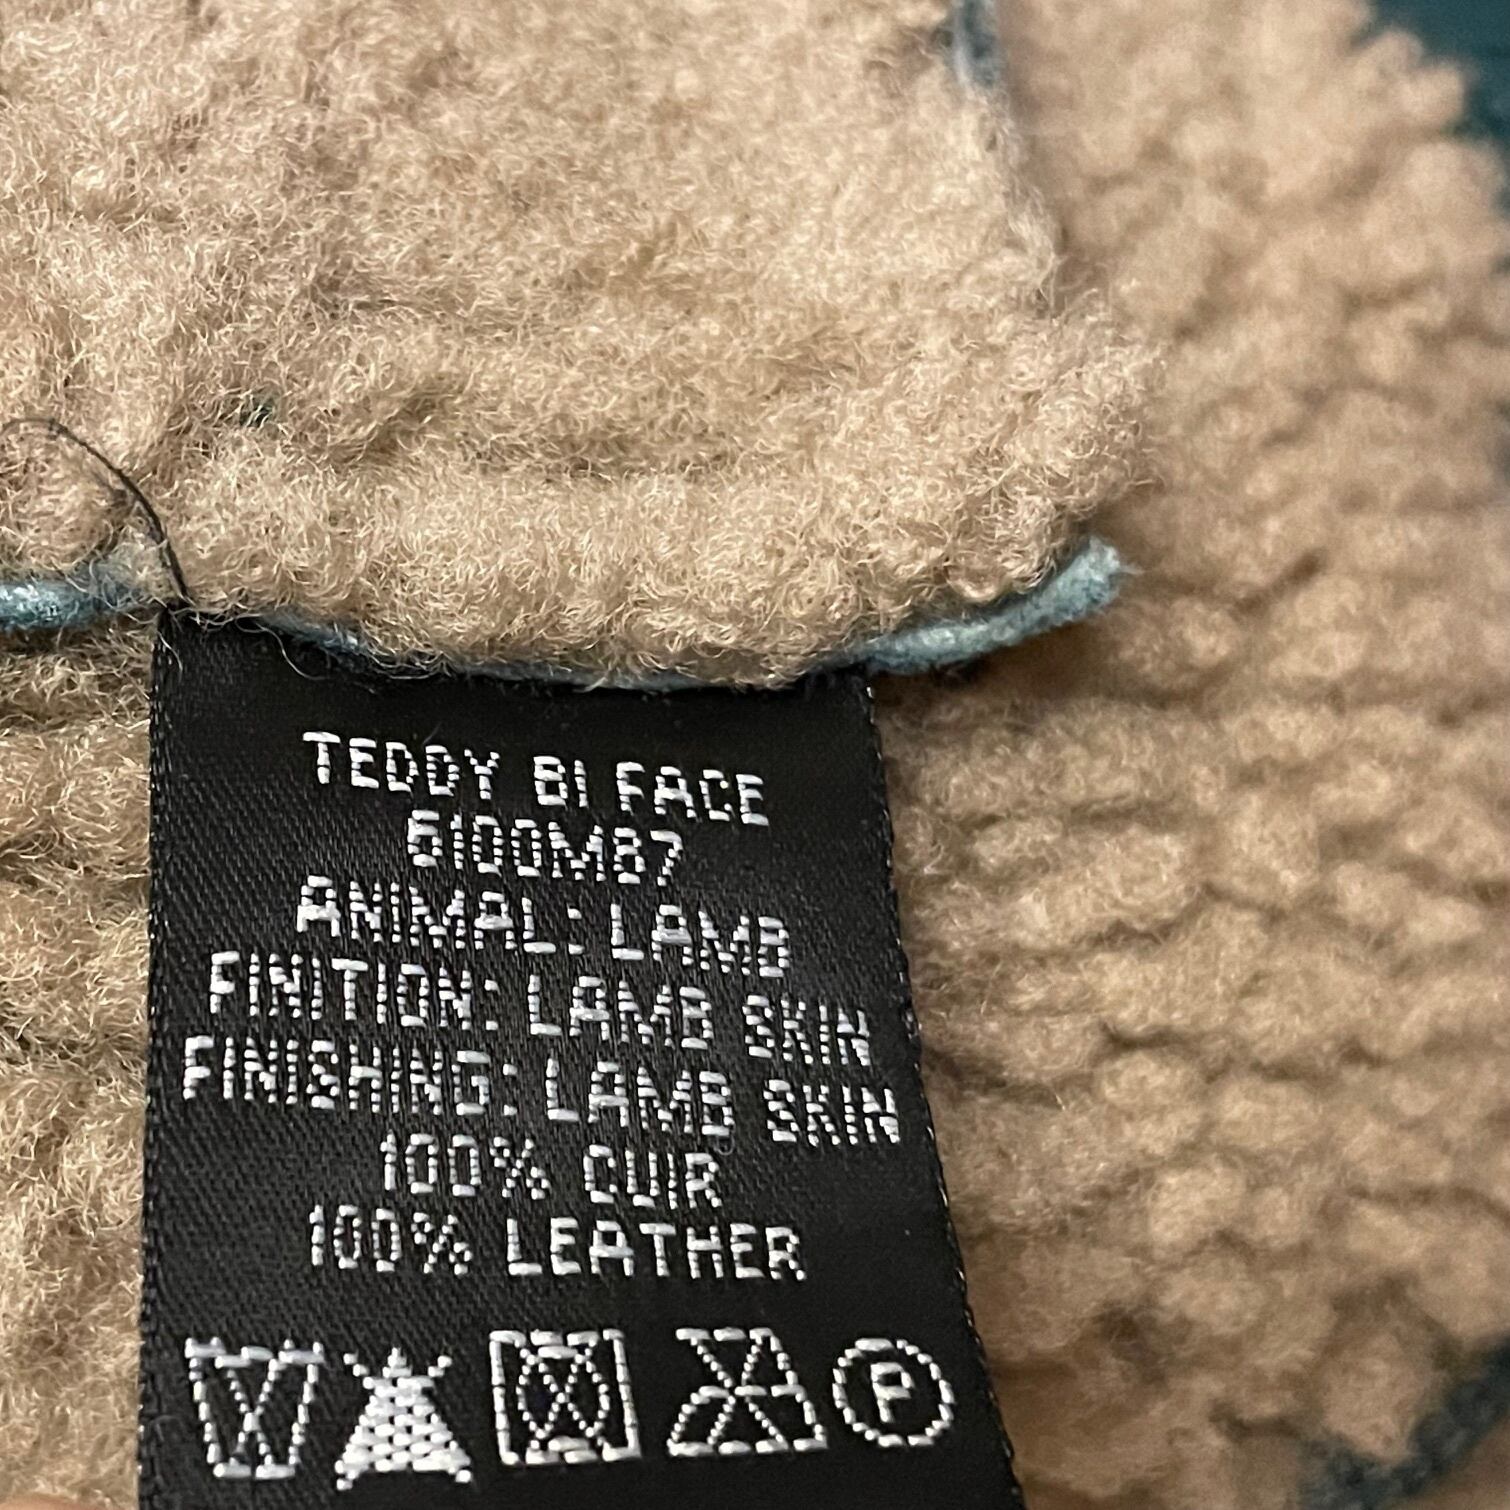 TEDDY BI FACE
6100M87
ANIMAL: LAMB
FINITION: LAMB SKIN
FINISHING: LAMB SKIN
100% CUIR
100% LEATHER
P